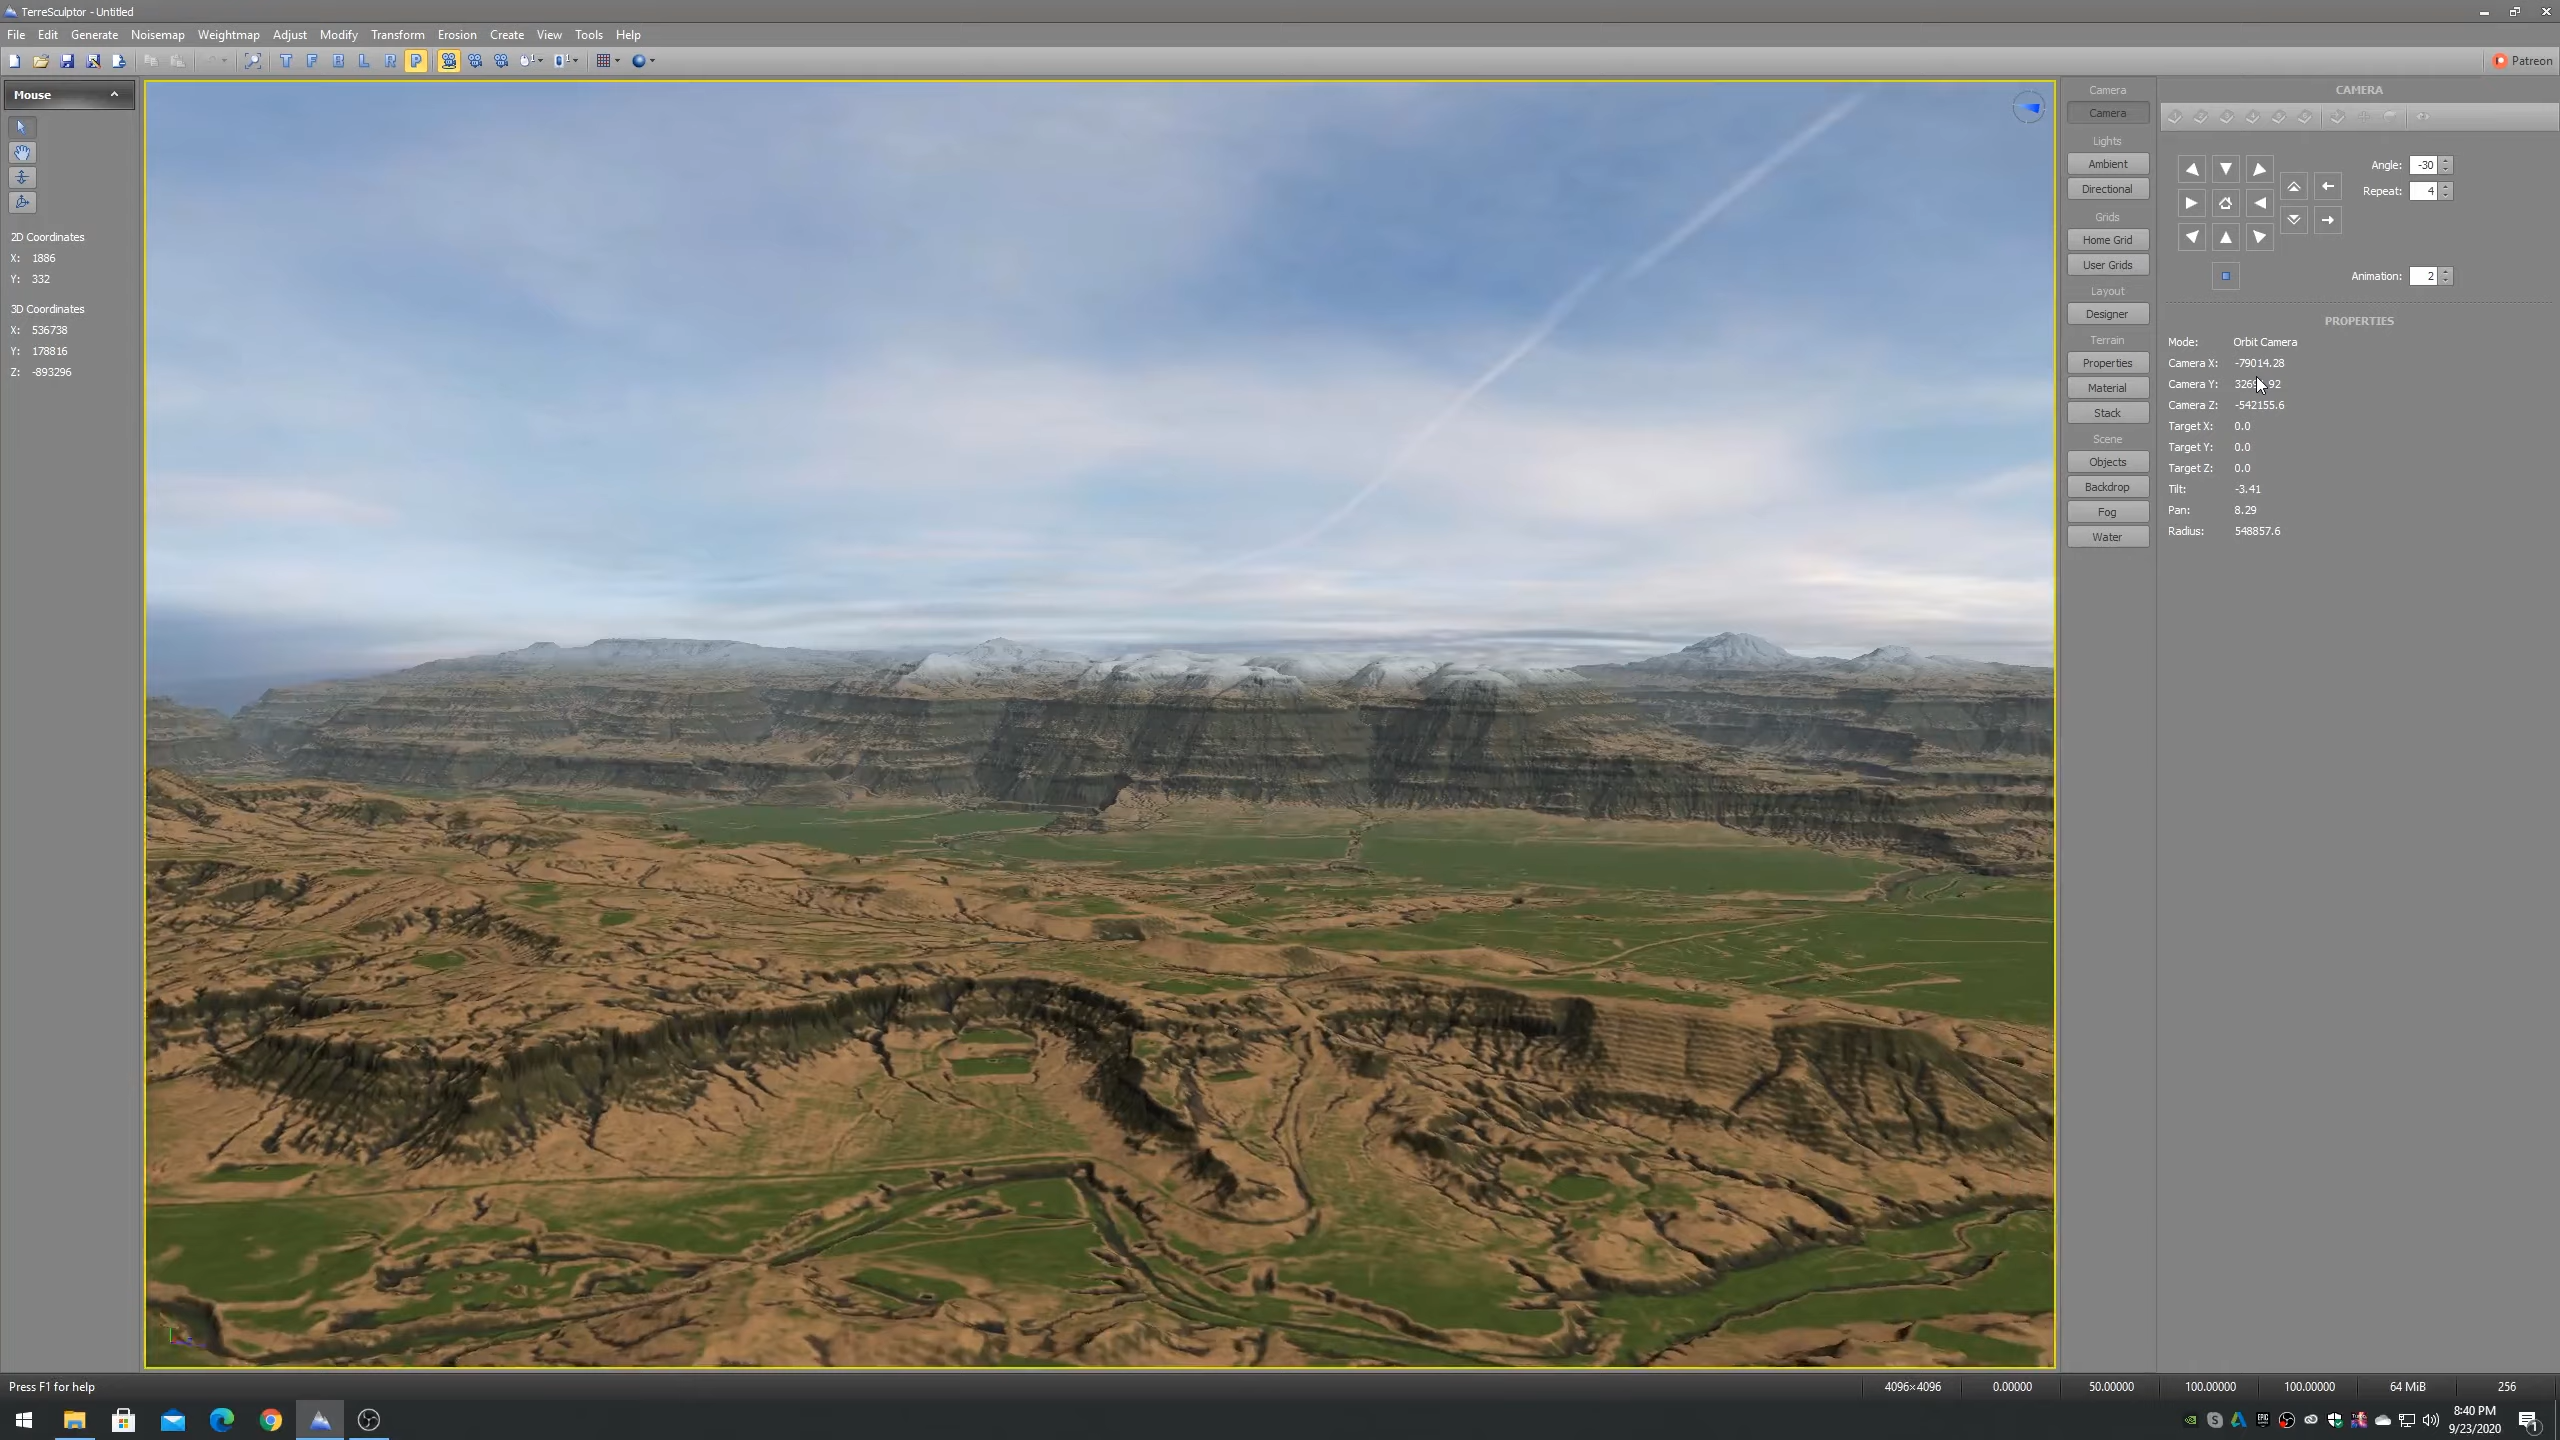 TerreSculptor - Untitled
File Edit Generate Noisemap Weightmap Adjust Modify Transform Erosion Create View Tools Help
T F B L R P Patreon
Mouse
2D Coordinates
X: 1886
Y: 332
3D Coordinates
X: 536738
Y: 178816
Z: -893296
Camera
Camera
Lights
Ambient
Directional
Grids
Home Grid
User Grids
Layout
Designer
Terrain
Properties
Material
Stack
Scene
Objects
Backdrop
Fog
Water
CAMERA
Angle: -30
Repeat: 4
Animation: 2
PROPERTIES
Mode: Orbit Camera
Camera X: -79014.28
Camera Y:
Camera Z: -542155.6
Target X: 0.0
Target Y: 0.0
Target Z: 0.0
Tilt: -3.41
Pan: 8.29
Radius: 548857.6
Press F1 for help 4096×4096 0.00000 50.00000 100.00000 100.00000 64 MiB 256
8:40 PM
9/23/2020